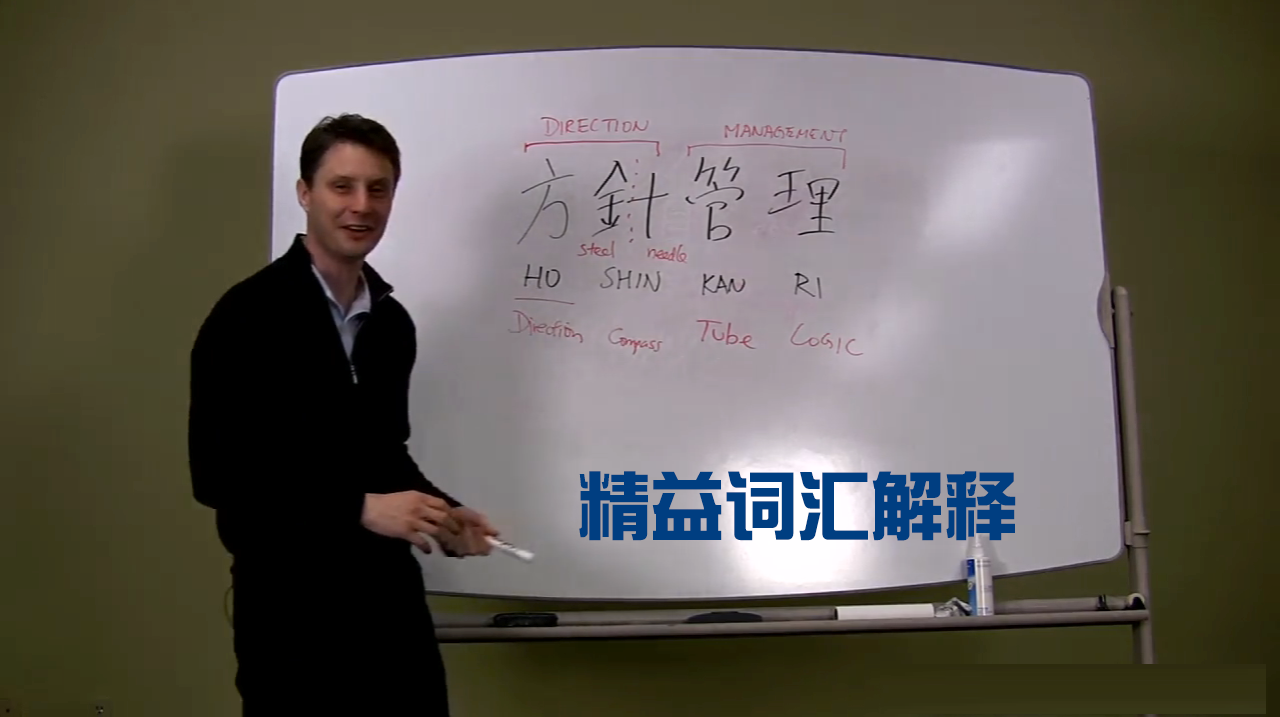 DIRECTION MANAGEMENT
方針管理
steel needle
HO SHIN KAN RI
Direction Compass Tube LOGIC
精益词汇解释